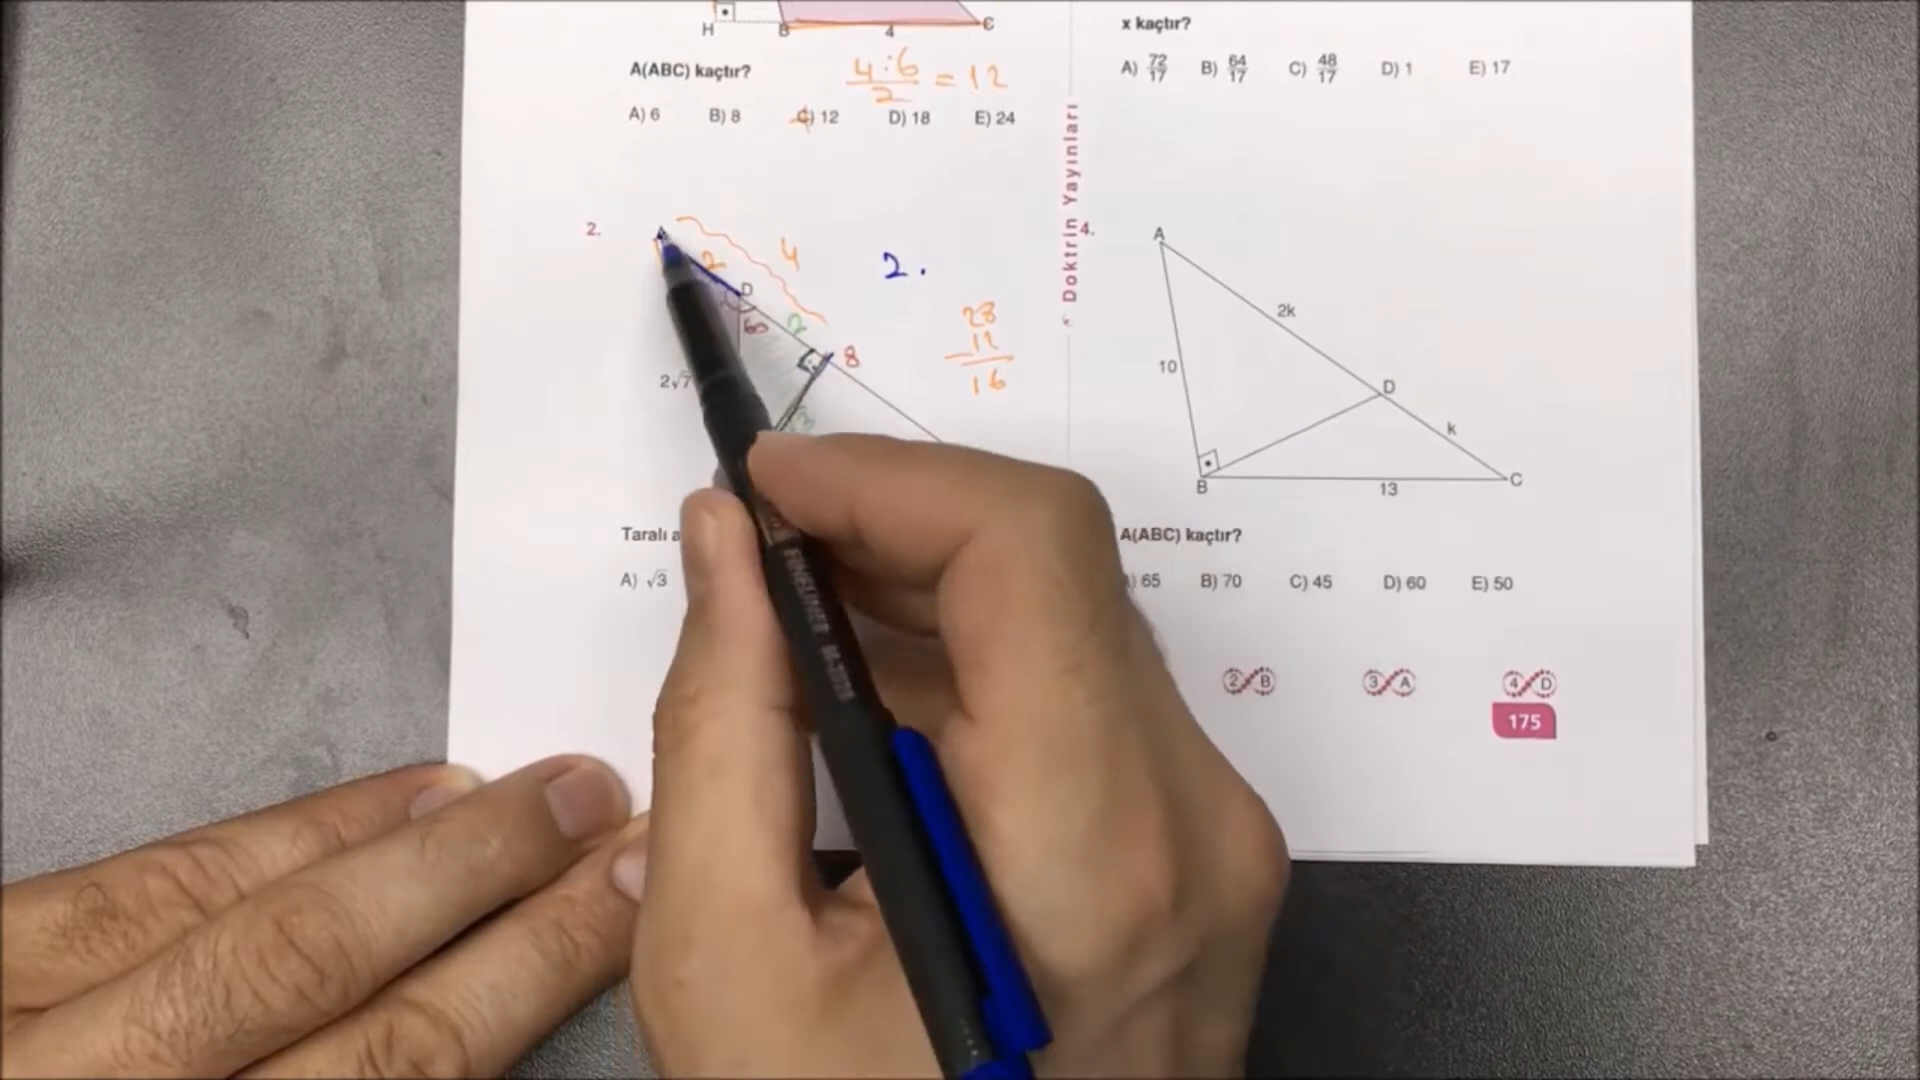 H B 4 C
A(ABC) kaçtır?
4.6
2
= 12
A) 6 B) 8 C) 12 D) 18 E) 24
2.
2
4
D
60
2
8
2√7
2.
28
12
16
Taralı
A) √3
x kaçtır?
A) 72/17 B) 64/17 C) 48/17 D) 1 E) 17
Doktrin Yayınları
4.
A
2k
10
D
k
B
13
C
A(ABC) kaçtır?
65 B) 70 C) 45 D) 60 E) 50
2 B 3 A 4 D
175
FINELINER